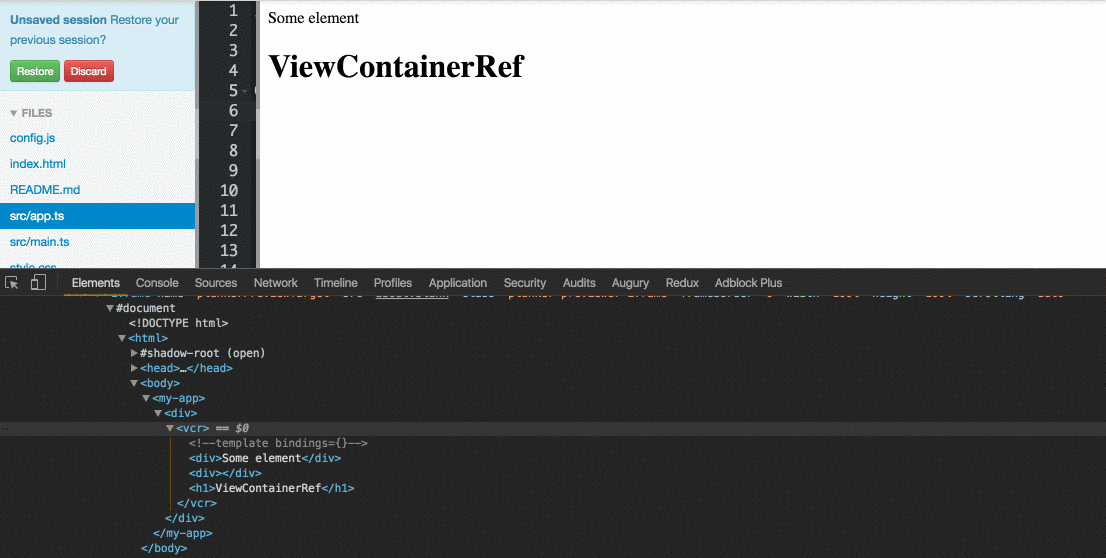 Unsaved session Restore your
previous session?
Restore Discard
▼ FILES
config.js
index.html
README.md
src/app.ts
src/main.ts
style.css
1
2
3
4
5
6
7
8
9
10
11
12
13
Some element
ViewContainerRef
Elements Console Sources Network Timeline Profiles Application Security Audits Augury Redux Adblock Plus
▼#document
<!DOCTYPE html>
▼<html>
▶#shadow-root (open)
▶<head>…</head>
▼<body>
▼<my-app>
▼<div>
▼<vcr> == $0
<!--template bindings={}-->
<div>Some element</div>
<div></div>
<h1>ViewContainerRef</h1>
</vcr>
</div>
</my-app>
</body>